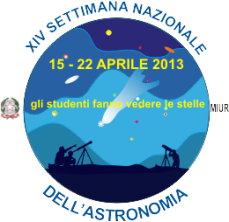 XIV SETTIMANA NAZIONALE
15 - 22 APRILE 2013
gli studenti fanno vedere le stelle
MIUR
DELL'ASTRONOMIA